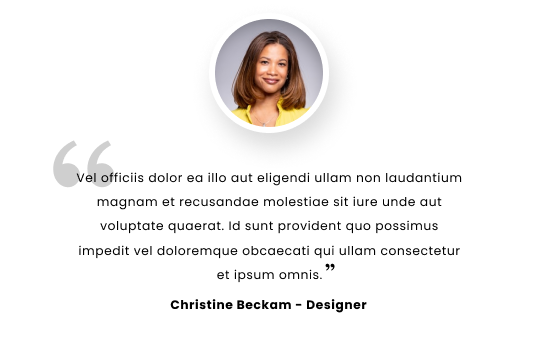 “
Vel officiis dolor ea illo aut eligendi ullam non laudantium
magnam et recusandae molestiae sit iure unde aut
voluptate quaerat. Id sunt provident quo possimus
impedit vel doloremque obcaecati qui ullam consectetur
et ipsum omnis.”
Christine Beckam - Designer